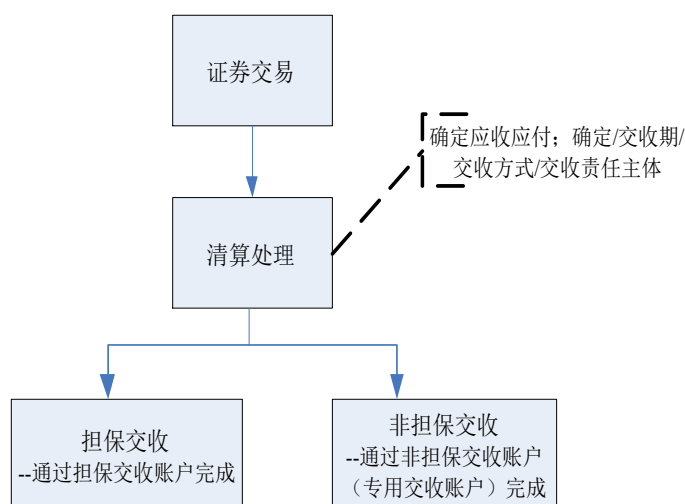 证券交易
确定应收应付；确定/交收期/
交收方式/交收责任主体
清算处理
担保交收
--通过担保交收账户完成
非担保交收
--通过非担保交收账户
（专用交收账户）完成